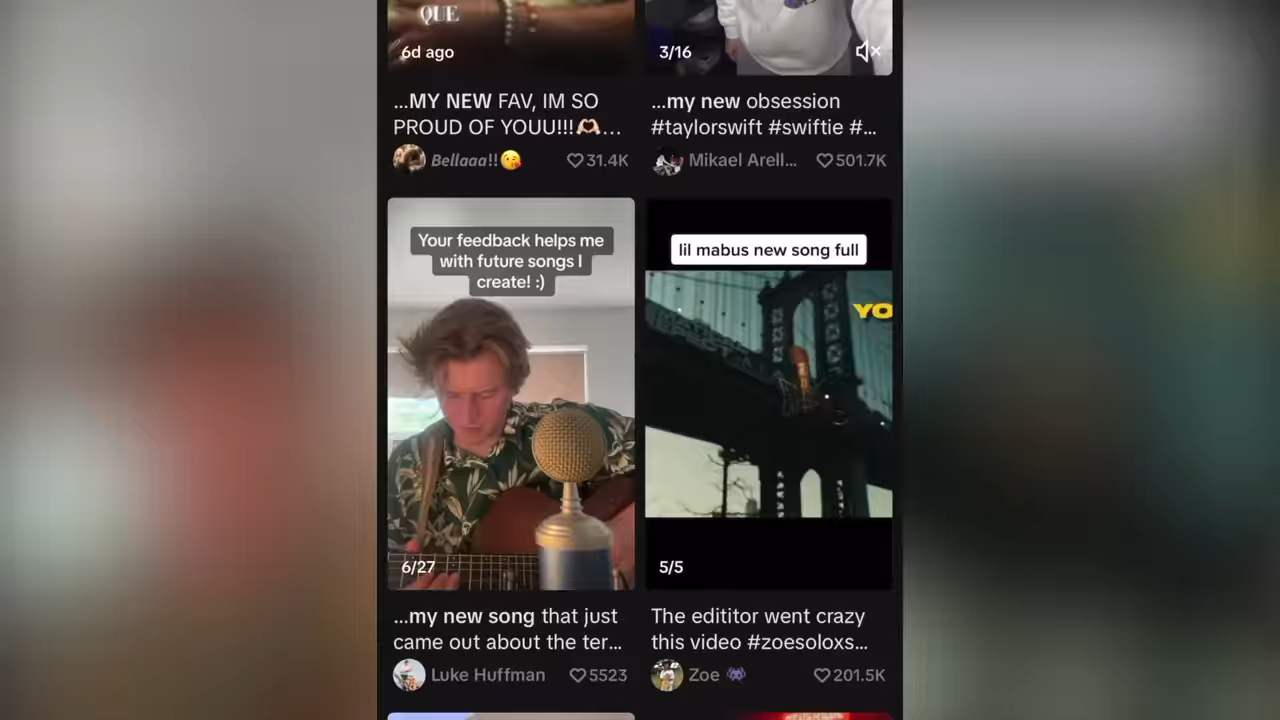 QUE
6d ago
3/16
...MY NEW FAV, IM SO
PROUD OF YOUU!!!🫶🏼...
Bellaaa!!😘
31.4K
...my new obsession
#taylorswift #swiftie #...
Mikael Arell...
501.7K
Your feedback helps me
with future songs I
create! :)
6/27
lil mabus new song full
YO
5/5
...my new song that just
came out about the ter...
Luke Huffman
5523
The edititor went crazy
this video #zoesoloxs...
Zoe 👾
201.5K